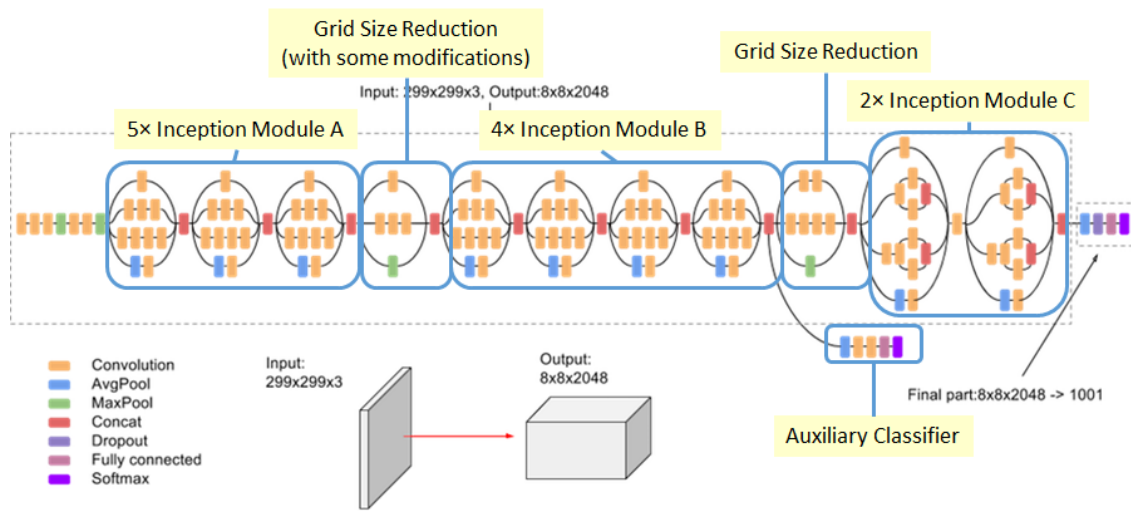 Grid Size Reduction
(with some modifications)
Grid Size Reduction
Input: 299x299x3, Output:8x8x2048
2× Inception Module C
5× Inception Module A
4× Inception Module B
Convolution
AvgPool
MaxPool
Concat
Dropout
Fully connected
Softmax
Input:
299x299x3
Output:
8x8x2048
Final part:8x8x2048 -> 1001
Auxiliary Classifier